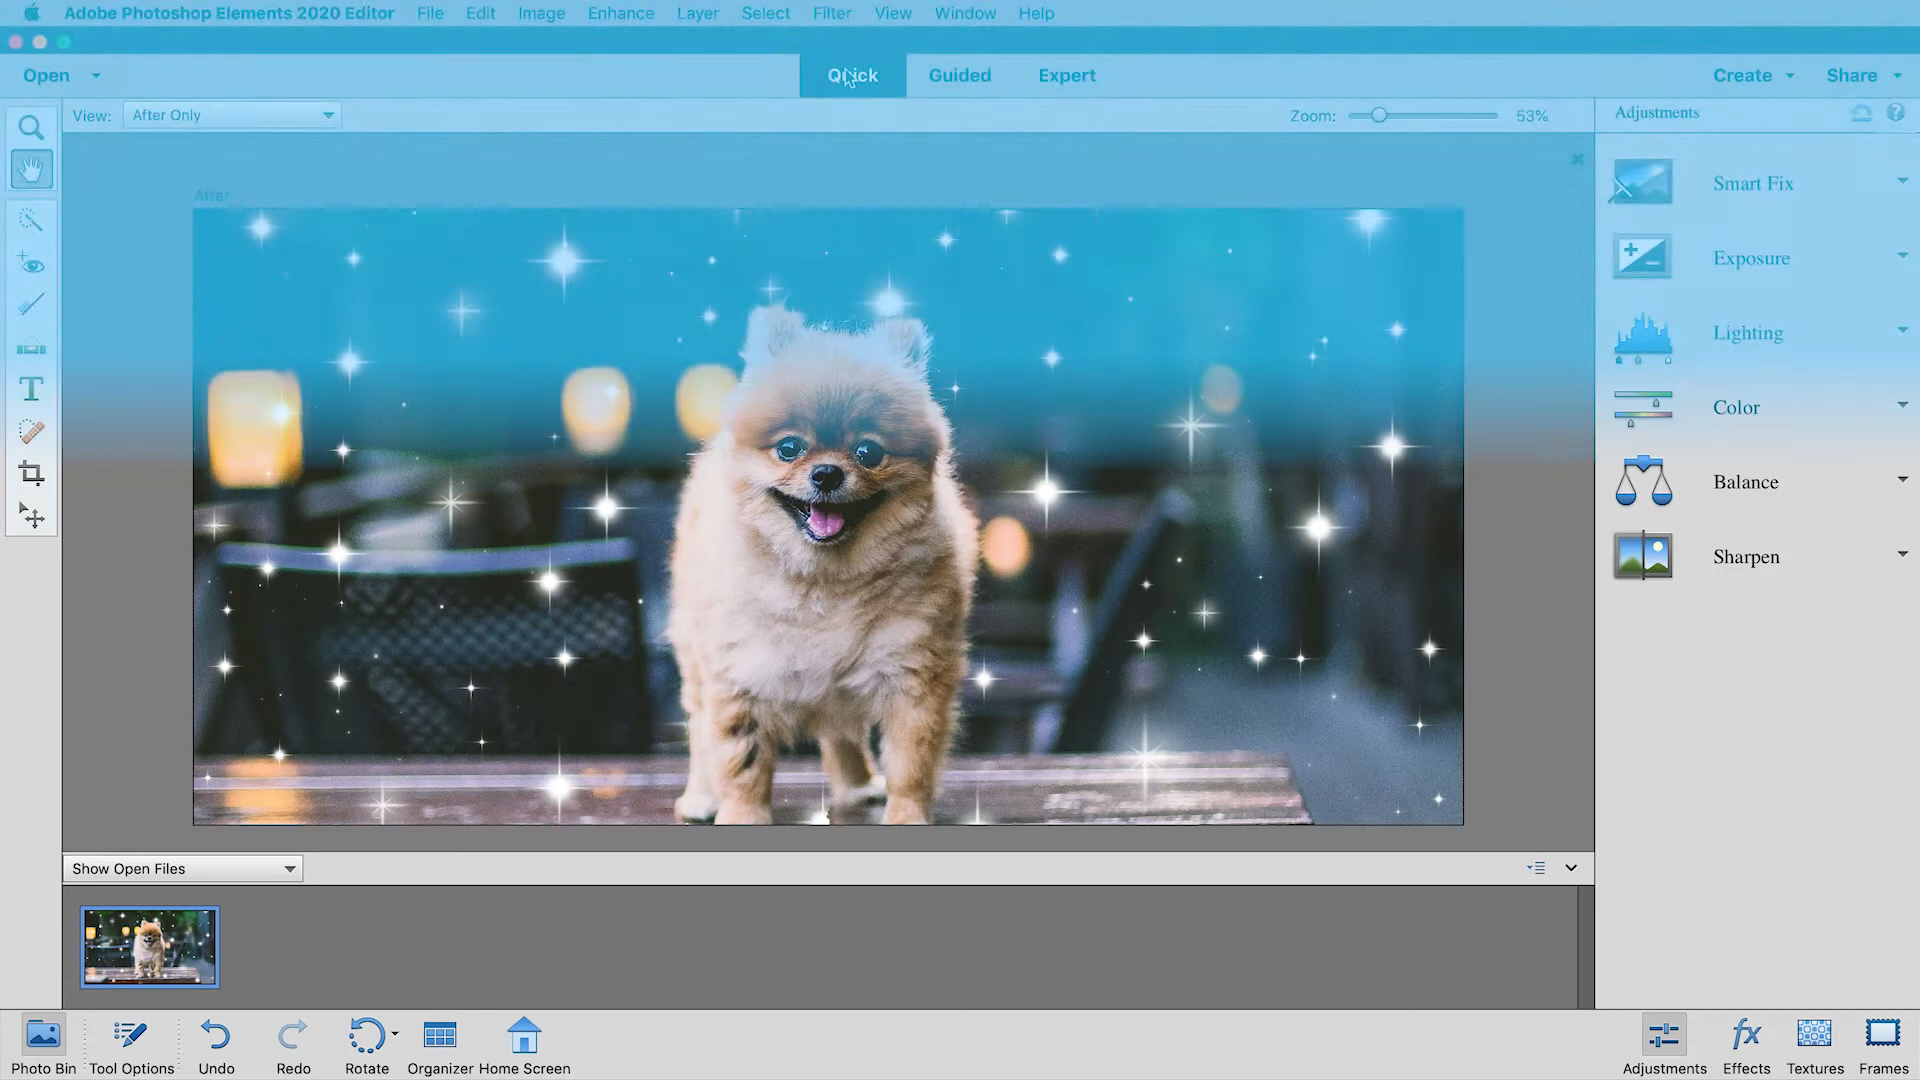 Adobe Photoshop Elements 2020 Editor File Edit Image Enhance Layer Select Filter View Window Help
Open Quick Guided Expert Create Share
View: After Only Zoom: 53% Adjustments
After
Smart Fix
Exposure
Lighting
Color
Balance
Sharpen
Show Open Files
Photo Bin Tool Options Undo Redo Rotate Organizer Home Screen Adjustments Effects Textures Frames